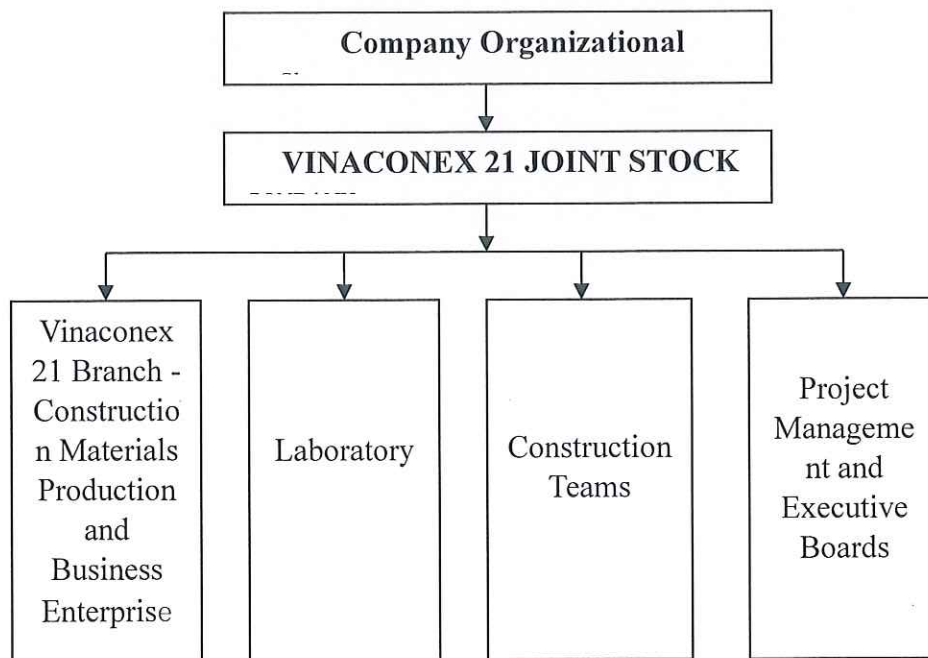 Company Organizational
VINACONEX 21 JOINT STOCK
Vinaconex
21 Branch -
Constructio
n Materials
Production
and
Business
Enterprise
Laboratory
Construction
Teams
Project
Manageme
nt and
Executive
Boards